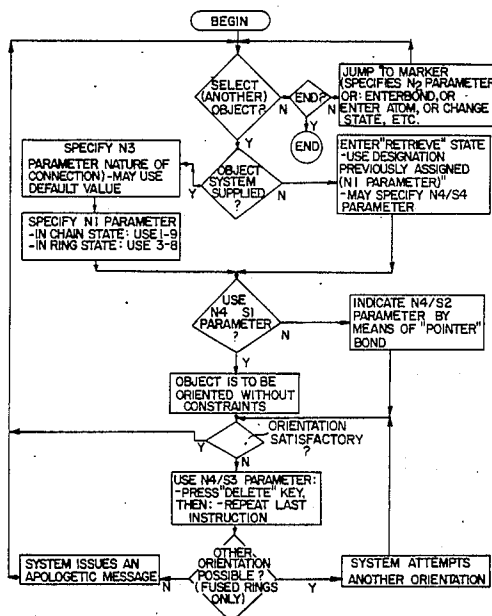 BEGIN
SELECT
(ANOTHER)
OBJECT?
N
END?
N
JUMP TO MARKER
(SPECIFIES N2 PARAMETER)
OR: ENTERBOND, OR
ENTER ATOM, OR CHANGE
STATE, ETC.
Y
END
Y
SPECIFY N3
PARAMETER NATURE OF
CONNECTION)-MAY USE
DEFAULT VALUE
Y
OBJECT
SYSTEM
SUPPLIED
?
N
ENTER "RETRIEVE" STATE
-USE DESIGNATION
PREVIOUSLY ASSIGNED
(N1 PARAMETER)"
-MAY SPECIFY N4/S4
PARAMETER
SPECIFY N1 PARAMETER
-IN CHAIN STATE: USE 1-9
-IN RING STATE: USE 3-8
USE
N4 S1
PARAMETER
?
N
INDICATE N4/S2
PARAMETER BY
MEANS OF "POINTER"
BOND
Y
OBJECT IS TO BE
ORIENTED WITHOUT
CONSTRAINTS
Y
ORIENTATION
SATISFACTORY
?
N
USE N4/S3 PARAMETER:
-PRESS "DELETE" KEY,
THEN: -REPEAT LAST
INSTRUCTION
SYSTEM ISSUES AN
APOLOGETIC MESSAGE
N
OTHER
ORIENTATION
POSSIBLE ?
(FUSED RINGS
ONLY)
Y
SYSTEM ATTEMPTS
ANOTHER ORIENTATION